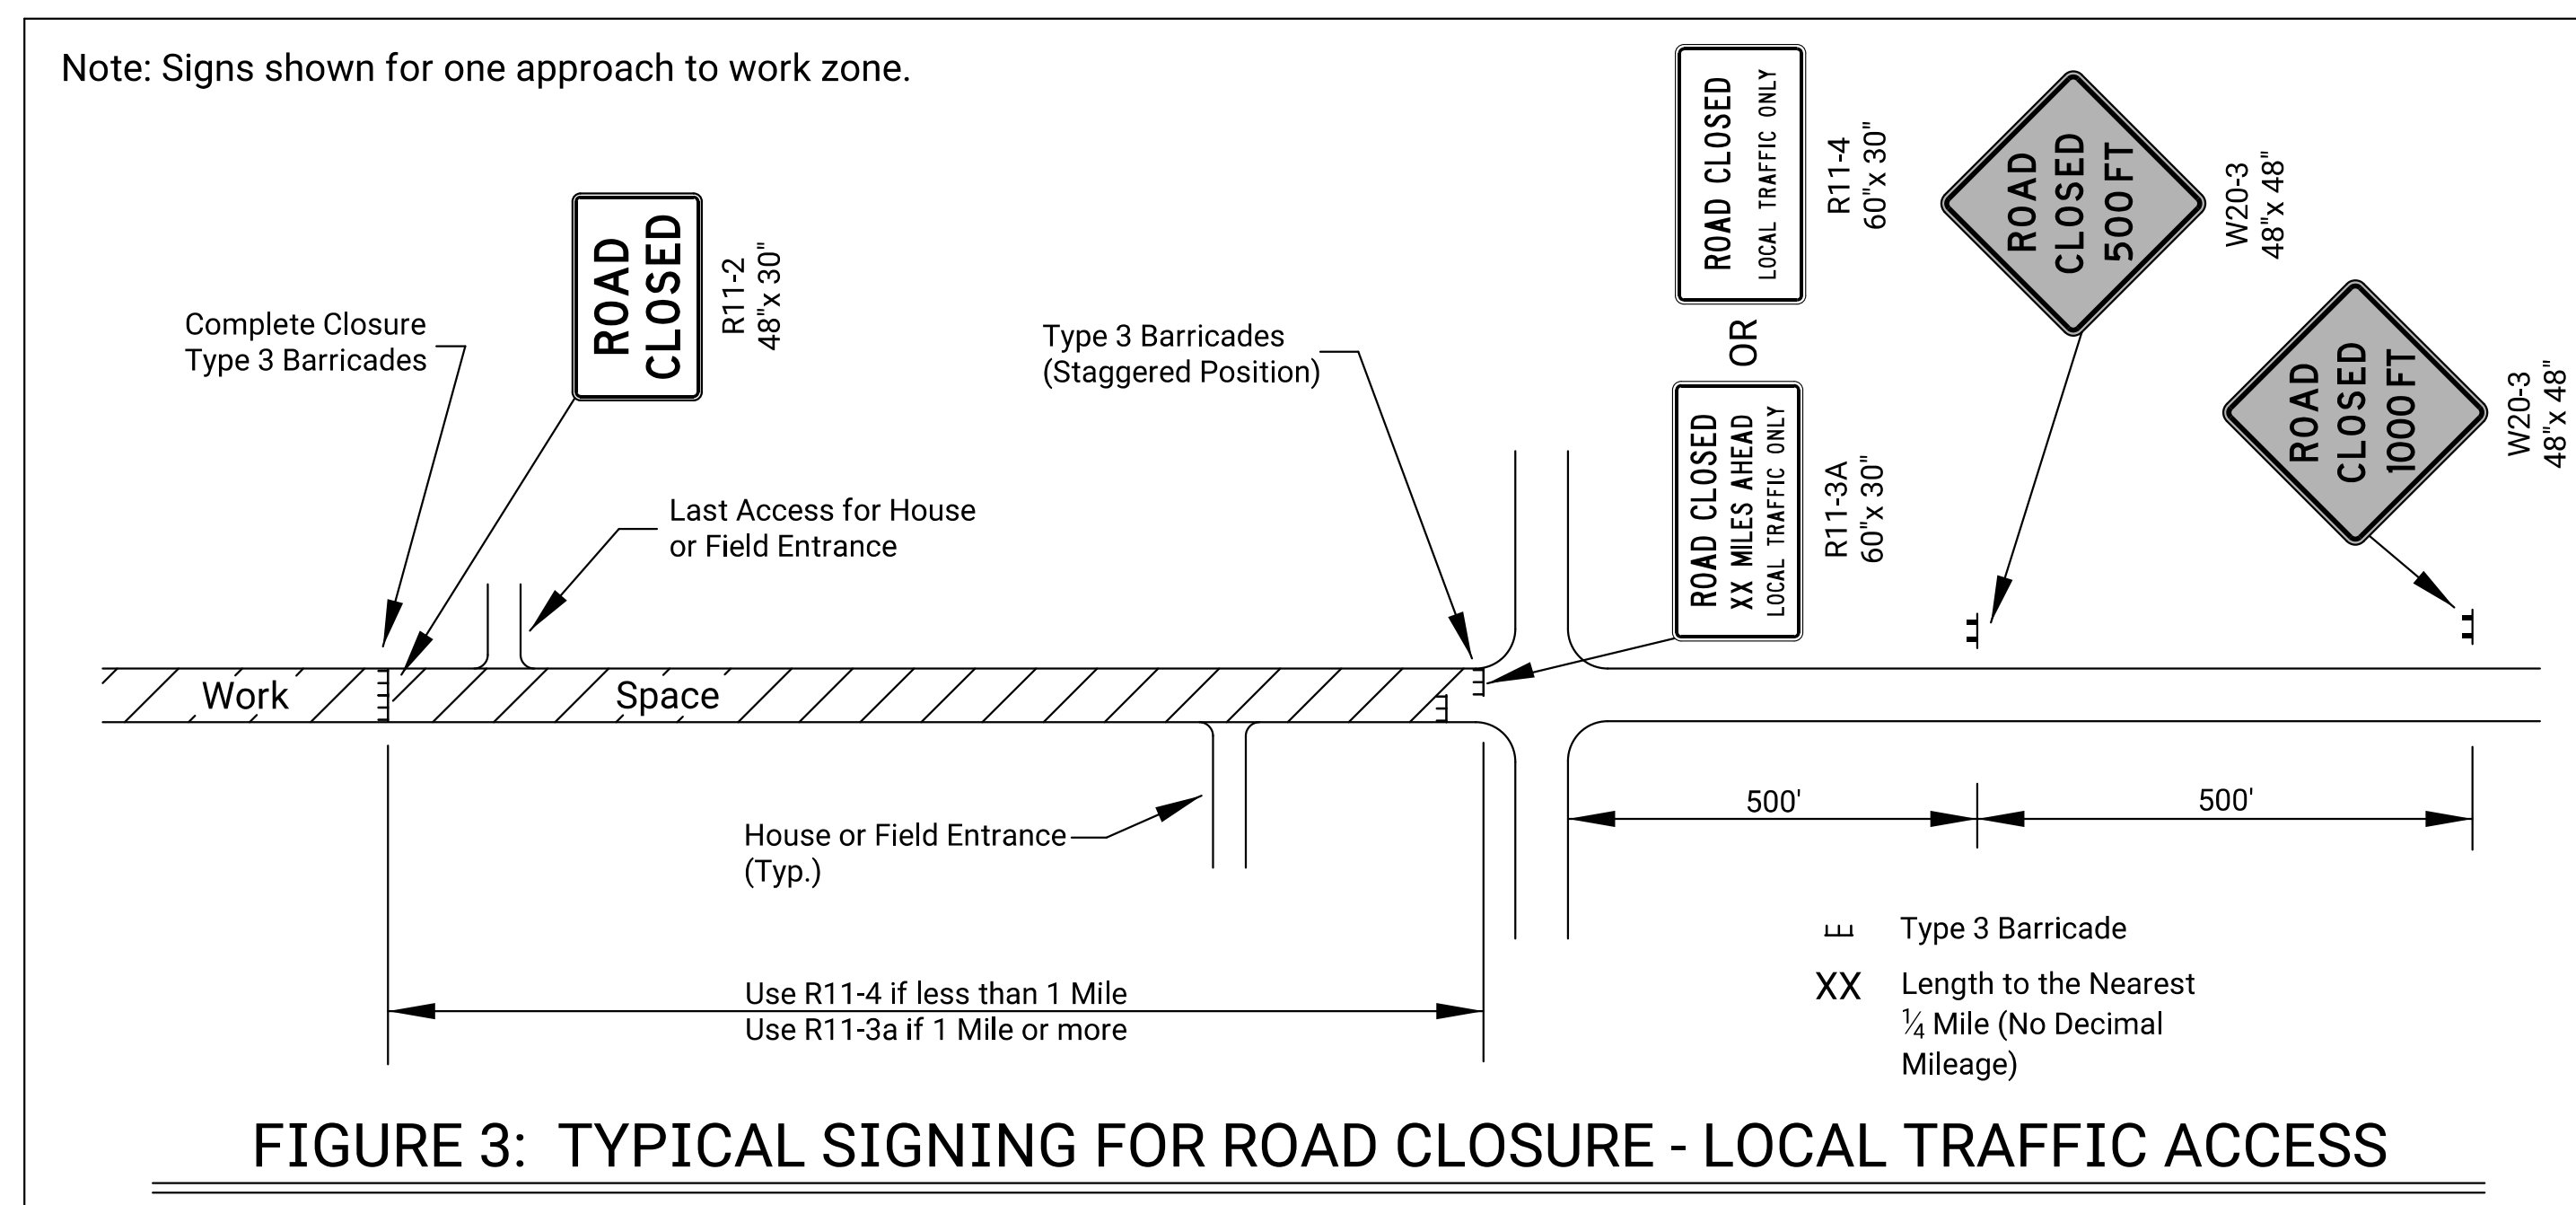 Note: Signs shown for one approach to work zone.
Complete Closure
Type 3 Barricades
ROAD
CLOSED
R11-2
48"x 30"
Last Access for House
or Field Entrance
Type 3 Barricades
(Staggered Position)
ROAD CLOSED
LOCAL TRAFFIC ONLY
R11-4
60"x 30"
OR
ROAD CLOSED
XX MILES AHEAD
LOCAL TRAFFIC ONLY
R11-3A
60"x 30"
ROAD
CLOSED
500FT
W20-3
48"x 48"
ROAD
CLOSED
1000FT
W20-3
48"x 48"
Work
Space
House or Field Entrance
(Typ.)
500'
500'
Use R11-4 if less than 1 Mile
Use R11-3a if 1 Mile or more
Type 3 Barricade
XX Length to the Nearest
¼ Mile (No Decimal
Mileage)
FIGURE 3: TYPICAL SIGNING FOR ROAD CLOSURE - LOCAL TRAFFIC ACCESS